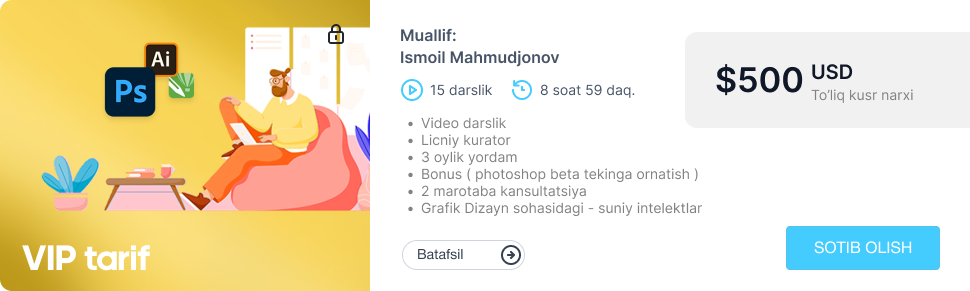 Ai
Ps
VIP tarif
Muallif:
Ismoil Mahmudjonov
15 darslik
8 soat 59 daq.
• Video darslik
• Licniy kurator
• 3 oylik yordam
• Bonus ( photoshop beta tekinga ornatish )
• 2 marotaba kansultatsiya
• Grafik Dizayn sohasidagi - suniy intelektlar
Batafsil
$500 USD
To'liq kusr narxi
SOTIB OLISH